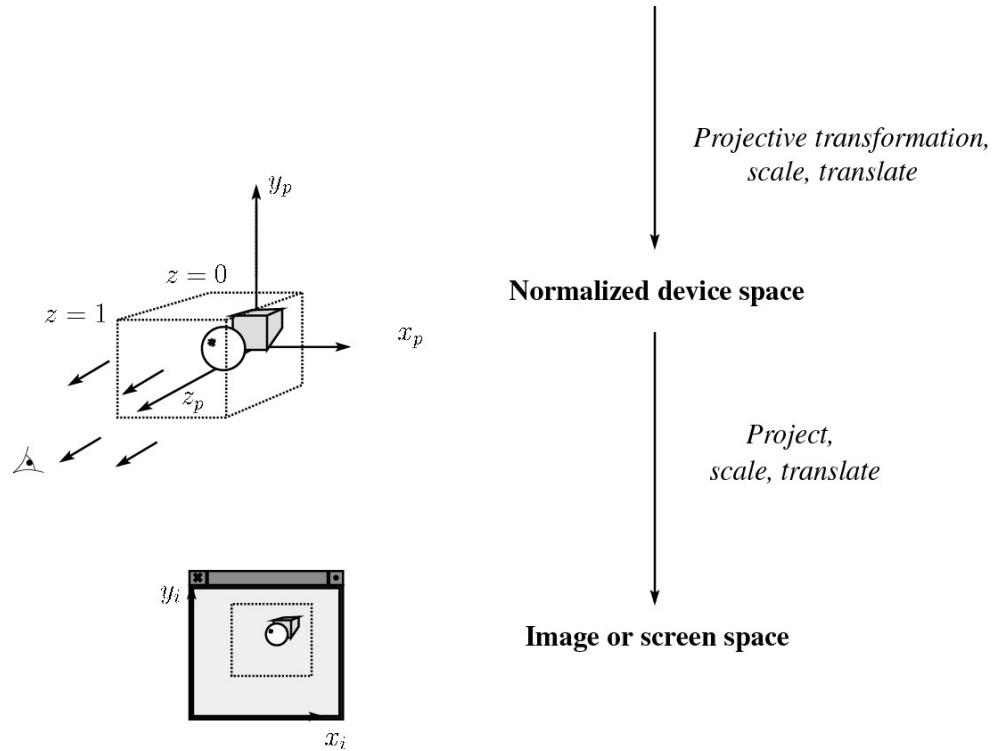 Projective transformation,
scale, translate
y_p
z = 0
Normalized device space
z = 1
x_p
z_p
Project,
scale, translate
y_i
Image or screen space
x_i